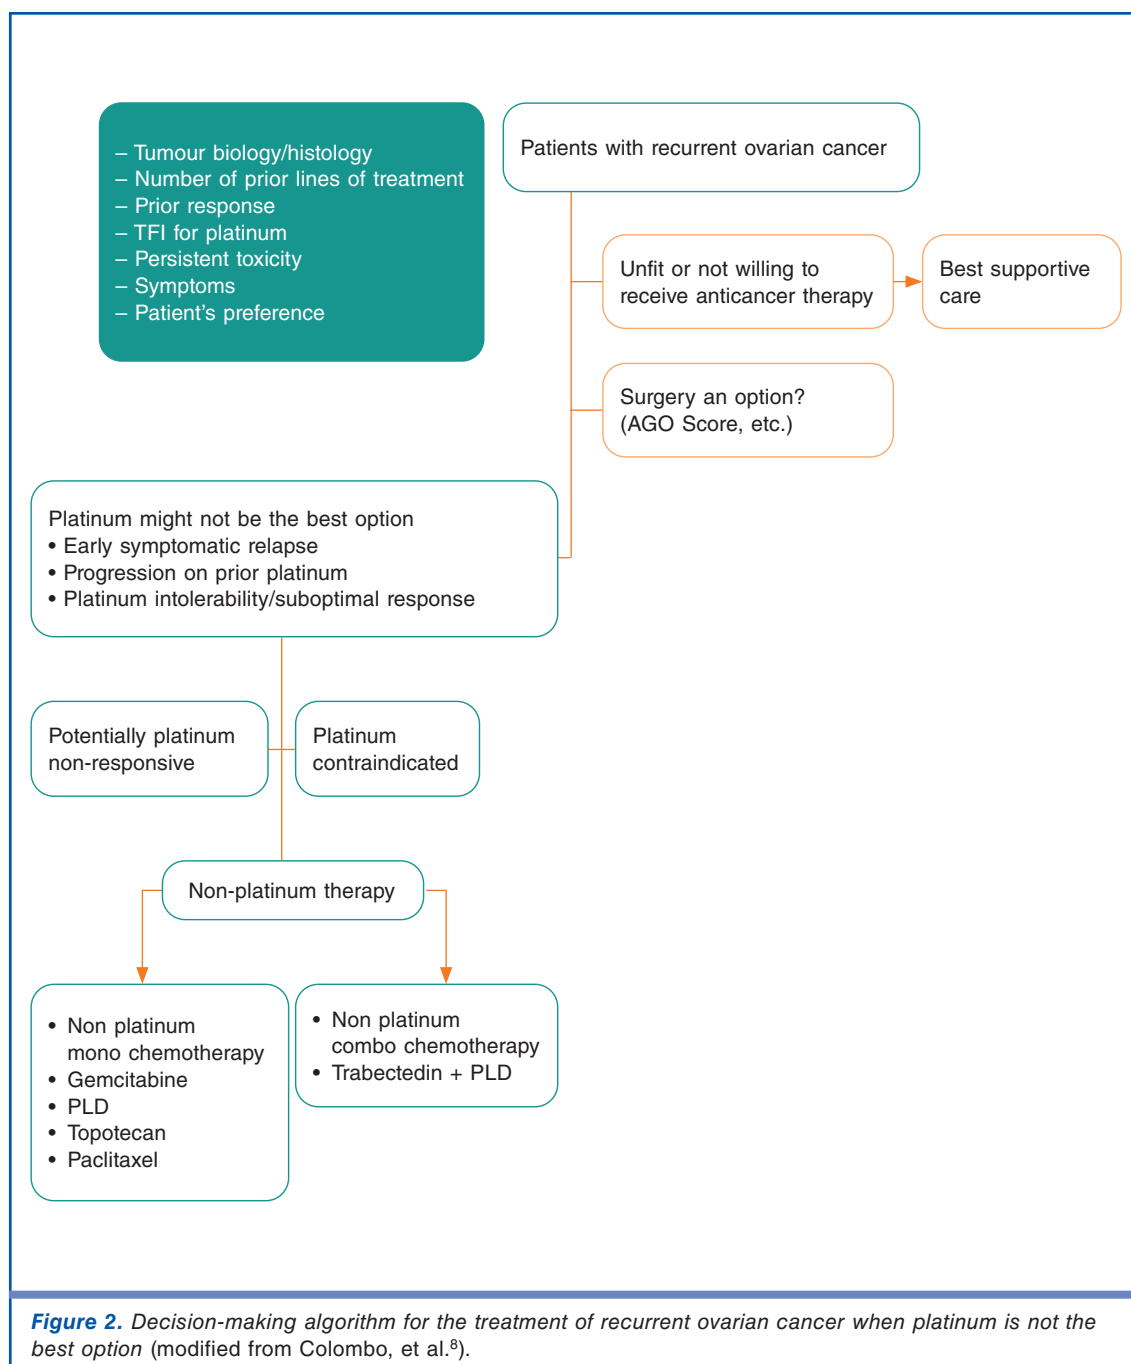 – Tumour biology/histology
– Number of prior lines of treatment
– Prior response
– TFI for platinum
– Persistent toxicity
– Symptoms
– Patient's preference
Patients with recurrent ovarian cancer
Unfit or not willing to
receive anticancer therapy
Best supportive
care
Surgery an option?
(AGO Score, etc.)
Platinum might not be the best option
• Early symptomatic relapse
• Progression on prior platinum
• Platinum intolerability/suboptimal response
Potentially platinum
non-responsive
Platinum
contraindicated
Non-platinum therapy
• Non platinum
mono chemotherapy
• Gemcitabine
• PLD
• Topotecan
• Paclitaxel
• Non platinum
combo chemotherapy
• Trabectedin + PLD
Figure 2. Decision-making algorithm for the treatment of recurrent ovarian cancer when platinum is not the
best option (modified from Colombo, et al.⁸).